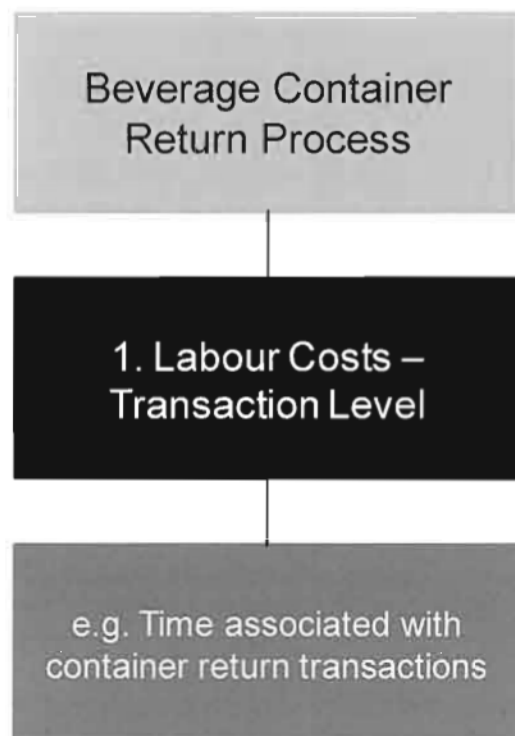 Beverage Container
Return Process
1. Labour Costs –
Transaction Level
e.g. Time associated with
container return transactions